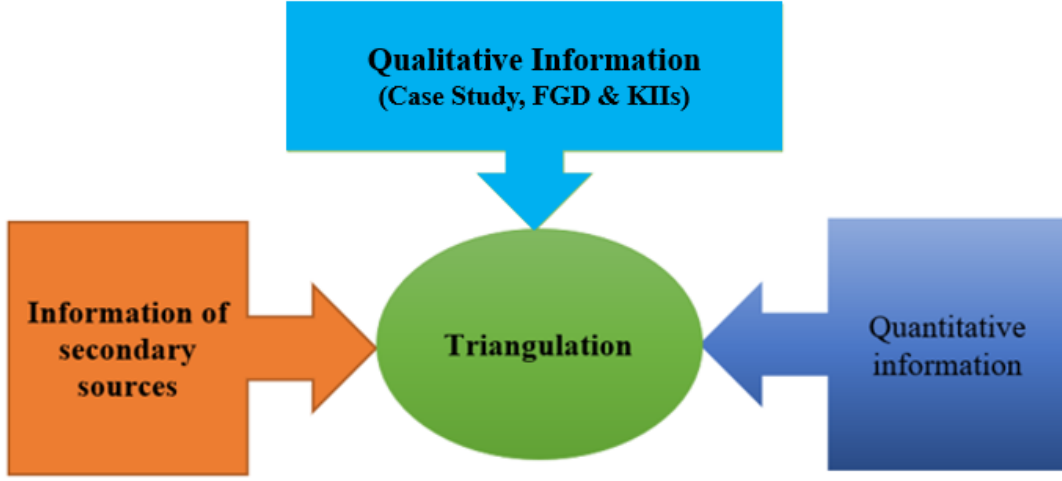 Qualitative Information
(Case Study, FGD & KIIs)
Information of
secondary
sources
Triangulation
Quantitative
information